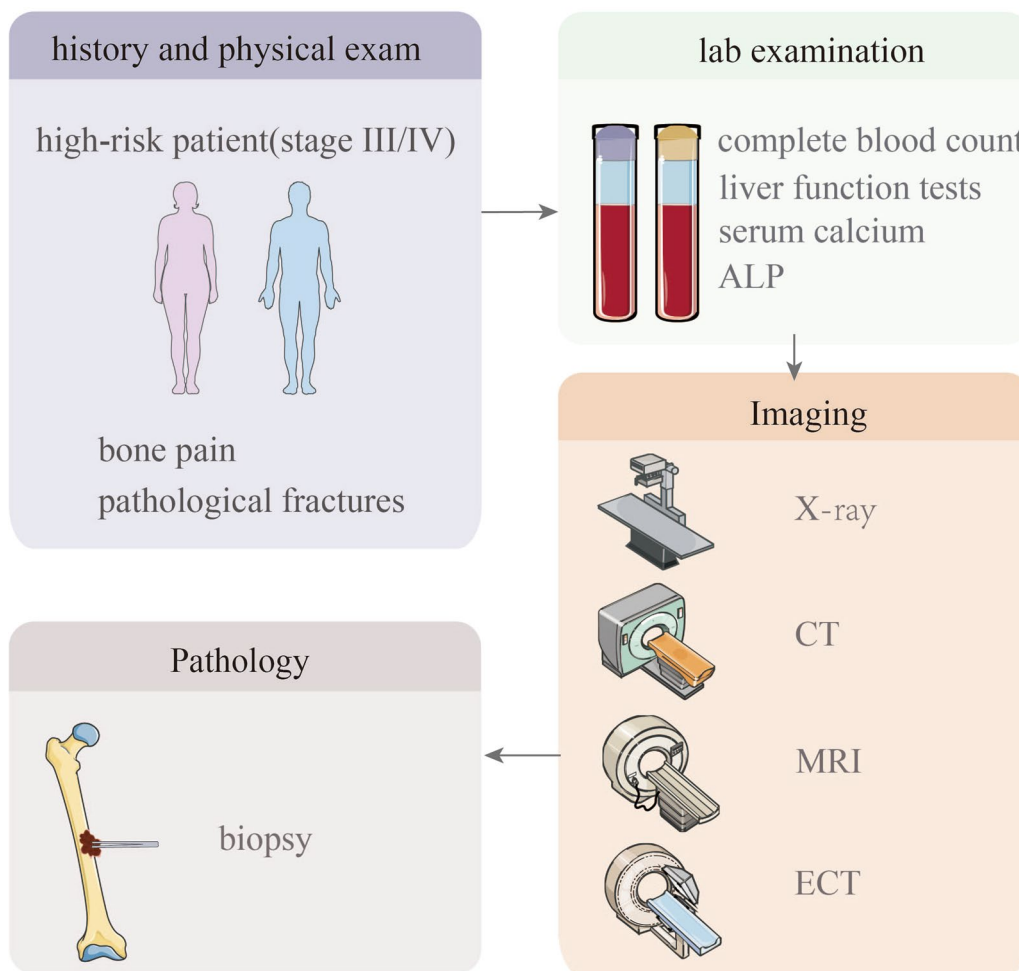 history and physical exam
high-risk patient(stage III/IV)
bone pain
pathological fractures
lab examination
complete blood count
liver function tests
serum calcium
ALP
Imaging
X-ray
CT
MRI
ECT
Pathology
biopsy